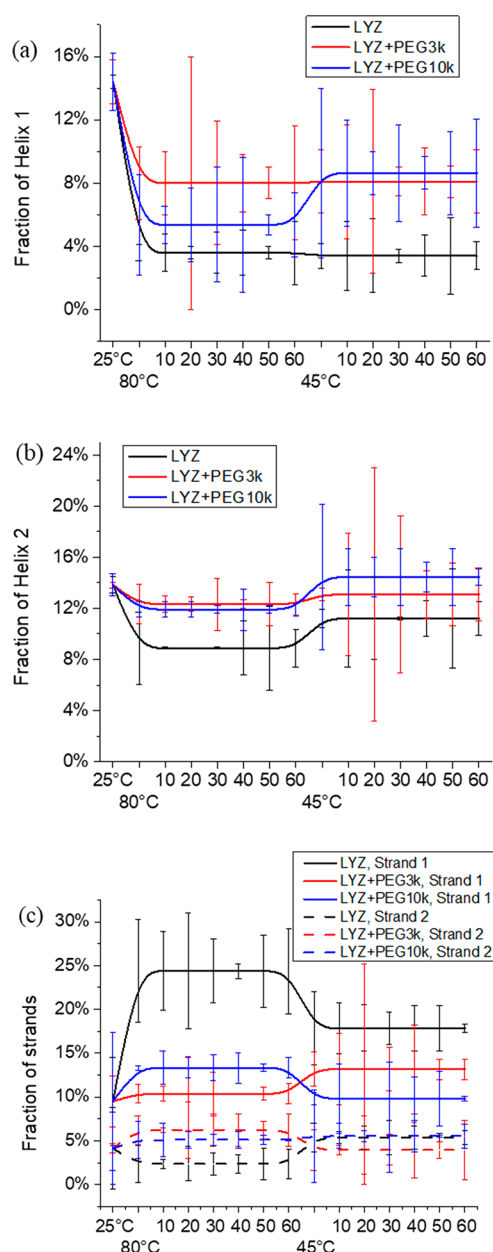 (a)
LYZ
LYZ+PEG3k
LYZ+PEG10k
Fraction of Helix 1
16%
12%
8%
4%
0%
25°C 10 20 30 40 50 60 10 20 30 40 50 60
80°C 45°C
(b)
LYZ
LYZ+PEG3k
LYZ+PEG10k
Fraction of Helix 2
24%
20%
16%
12%
8%
4%
0%
25°C 10 20 30 40 50 60 10 20 30 40 50 60
80°C 45°C
LYZ, Strand 1
LYZ+PEG3k, Strand 1
LYZ+PEG10k, Strand 1
LYZ, Strand 2
LYZ+PEG3k, Strand 2
LYZ+PEG10k, Strand 2
(c)
Fraction of strands
30%
25%
20%
15%
10%
5%
0%
25°C 10 20 30 40 50 60 10 20 30 40 50 60
80°C 45°C